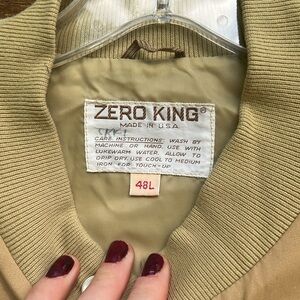 ZERO KING®
MADE IN U.S.A.
CARE INSTRUCTIONS: WASH BY
MACHINE OR HAND. USE WITH
LUKEWARM WATER. ALLOW TO
DRIP DRY. USE COOL TO MEDIUM
IRON FOR TOUCH-UP
48L